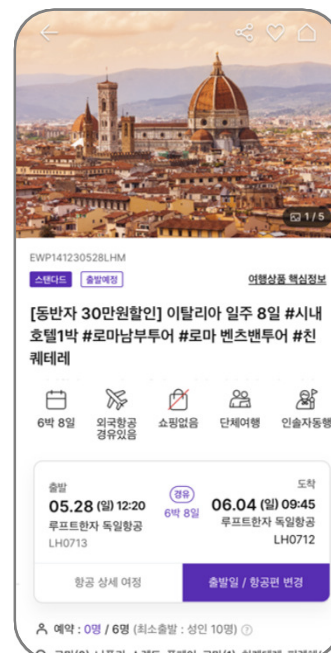 1 / 5
EWP141230528LHM
스탠다드 출발예정 여행상품 핵심정보
[동반자 30만원할인] 이탈리아 일주 8일 #시내
호텔1박 #로마남부투어 #로마 벤츠밴투어 #친
퀘테레
6박 8일 외국항공 쇼핑없음 단체여행 인솔자동행
경유있음
출발 경유 도착
05.28 (일) 12:20 6박 8일 06.04 (일) 09:45
루프트한자 독일항공 루프트한자 독일항공
LH0713 LH0712
항공 상세 여정 출발일 / 항공편 변경
예약 : 0명 / 6명 (최소출발 : 성인 10명) ?